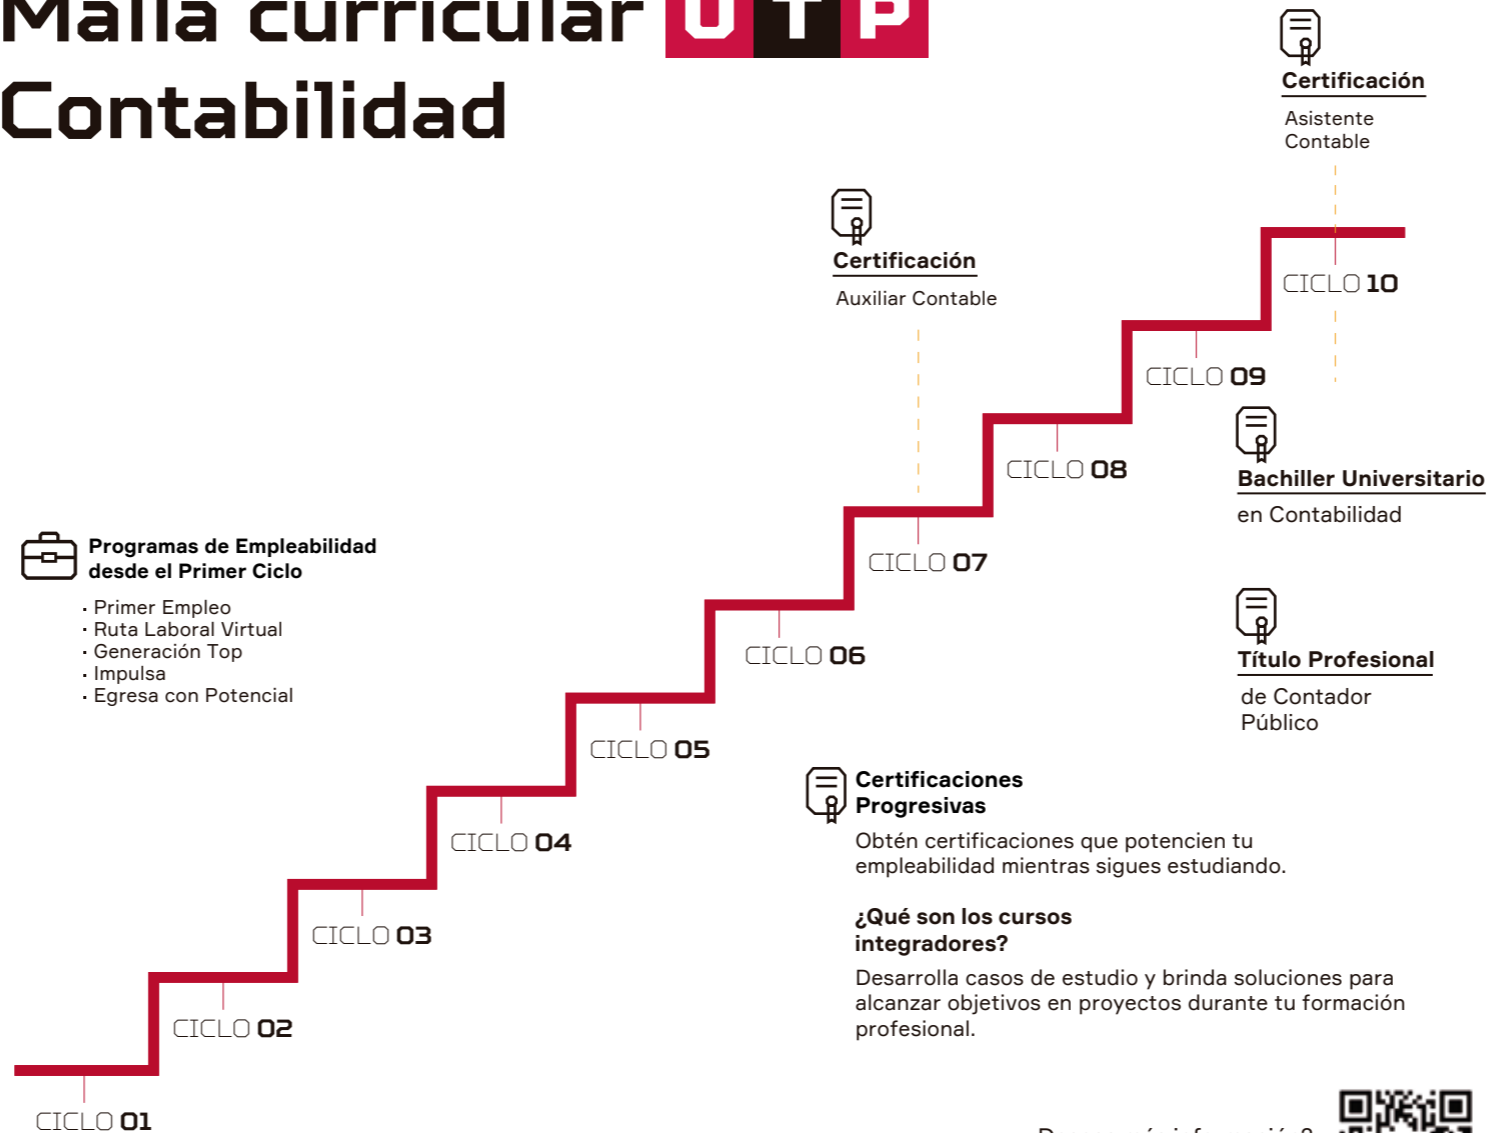 Malla curricular UTP
Contabilidad
Certificación
Asistente
Contable
Certificación
Auxiliar Contable
CICLO 10
CICLO 09
CICLO 08
Bachiller Universitario
en Contabilidad
CICLO 07
Programas de Empleabilidad
desde el Primer Ciclo
· Primer Empleo
· Ruta Laboral Virtual
· Generación Top
· Impulsa
· Egresa con Potencial
CICLO 06
Título Profesional
de Contador
Público
CICLO 05
Certificaciones
Progresivas
Obtén certificaciones que potencien tu
empleabilidad mientras sigues estudiando.
CICLO 04
¿Qué son los cursos
integradores?
Desarrolla casos de estudio y brinda soluciones para
alcanzar objetivos en proyectos durante tu formación
profesional.
CICLO 03
CICLO 02
CICLO 01